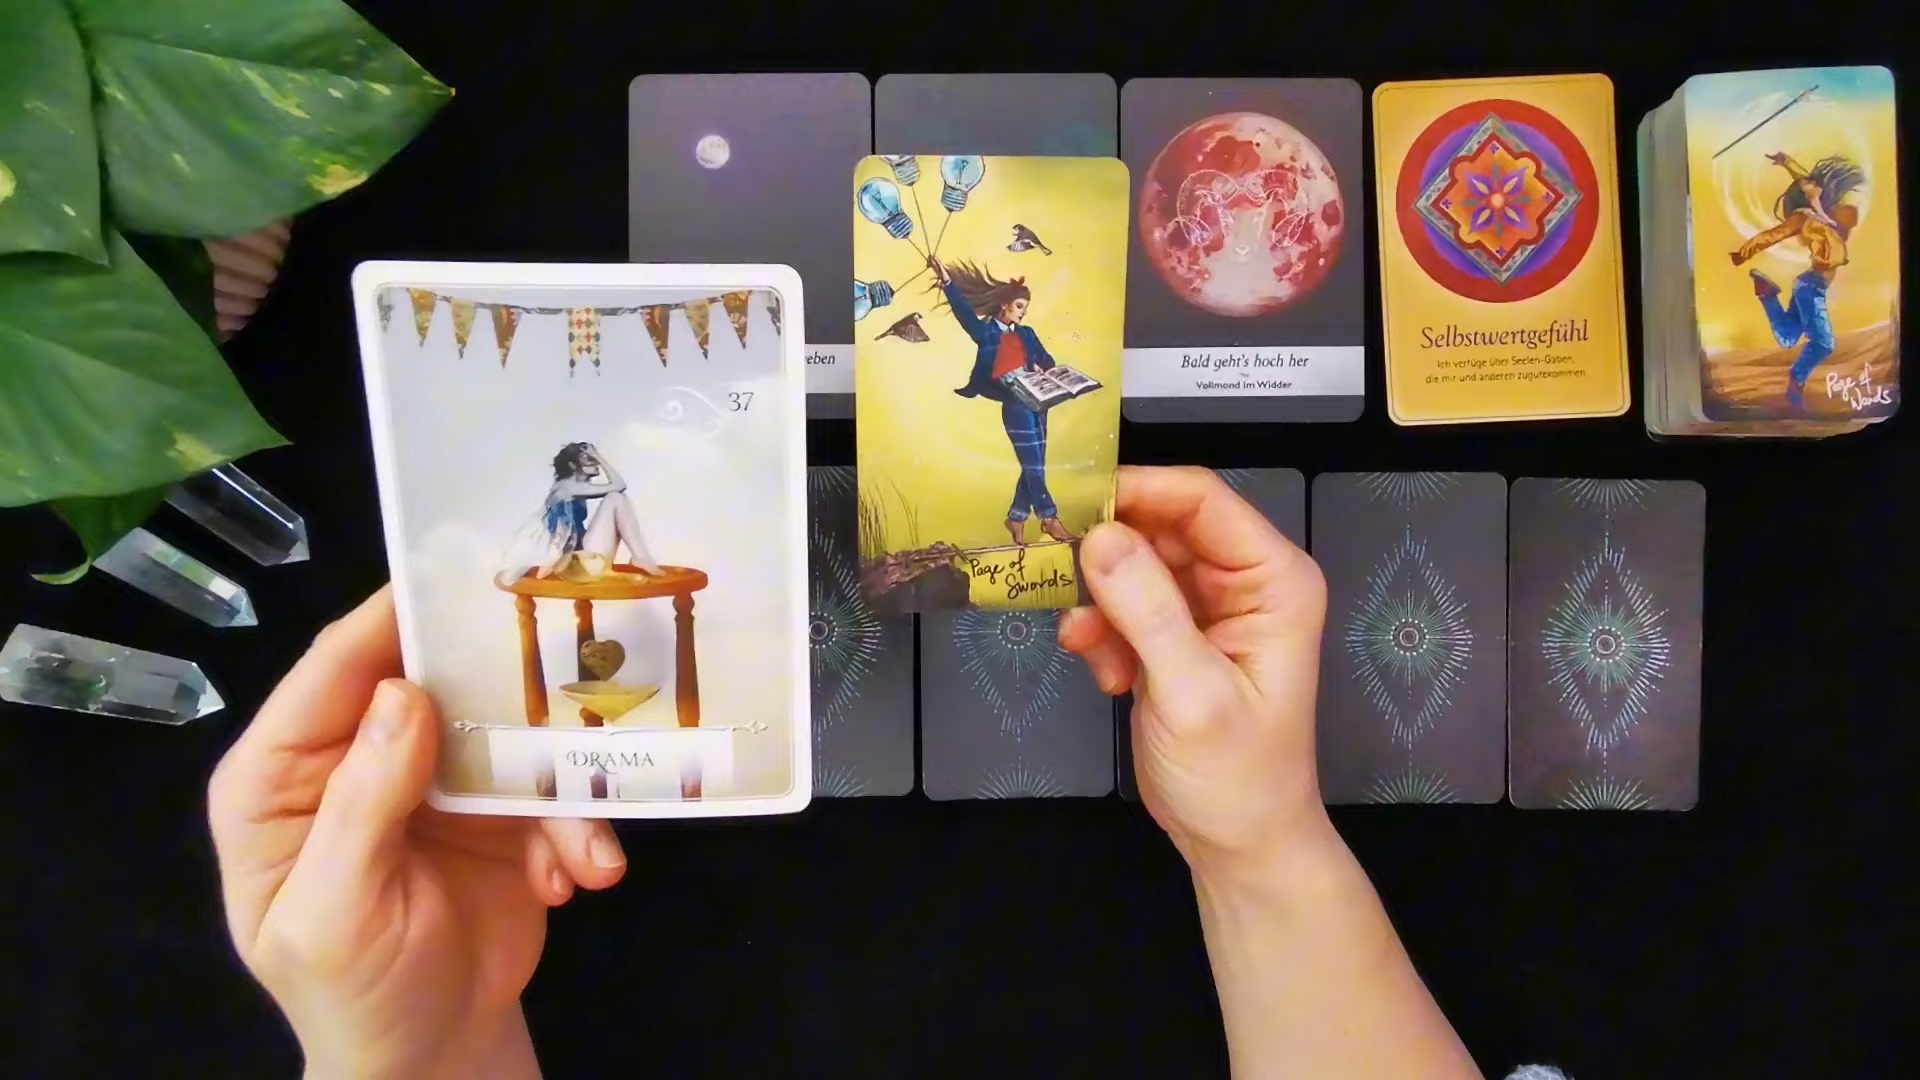 37
DRAMA
Page of
Swords
eben
Bald geht's hoch her
Vollmond im Widder
Selbstwertgefühl
Ich verfüge über Seelen-Gaben,
die mir und anderen zugutekommen.
Page of
Wands